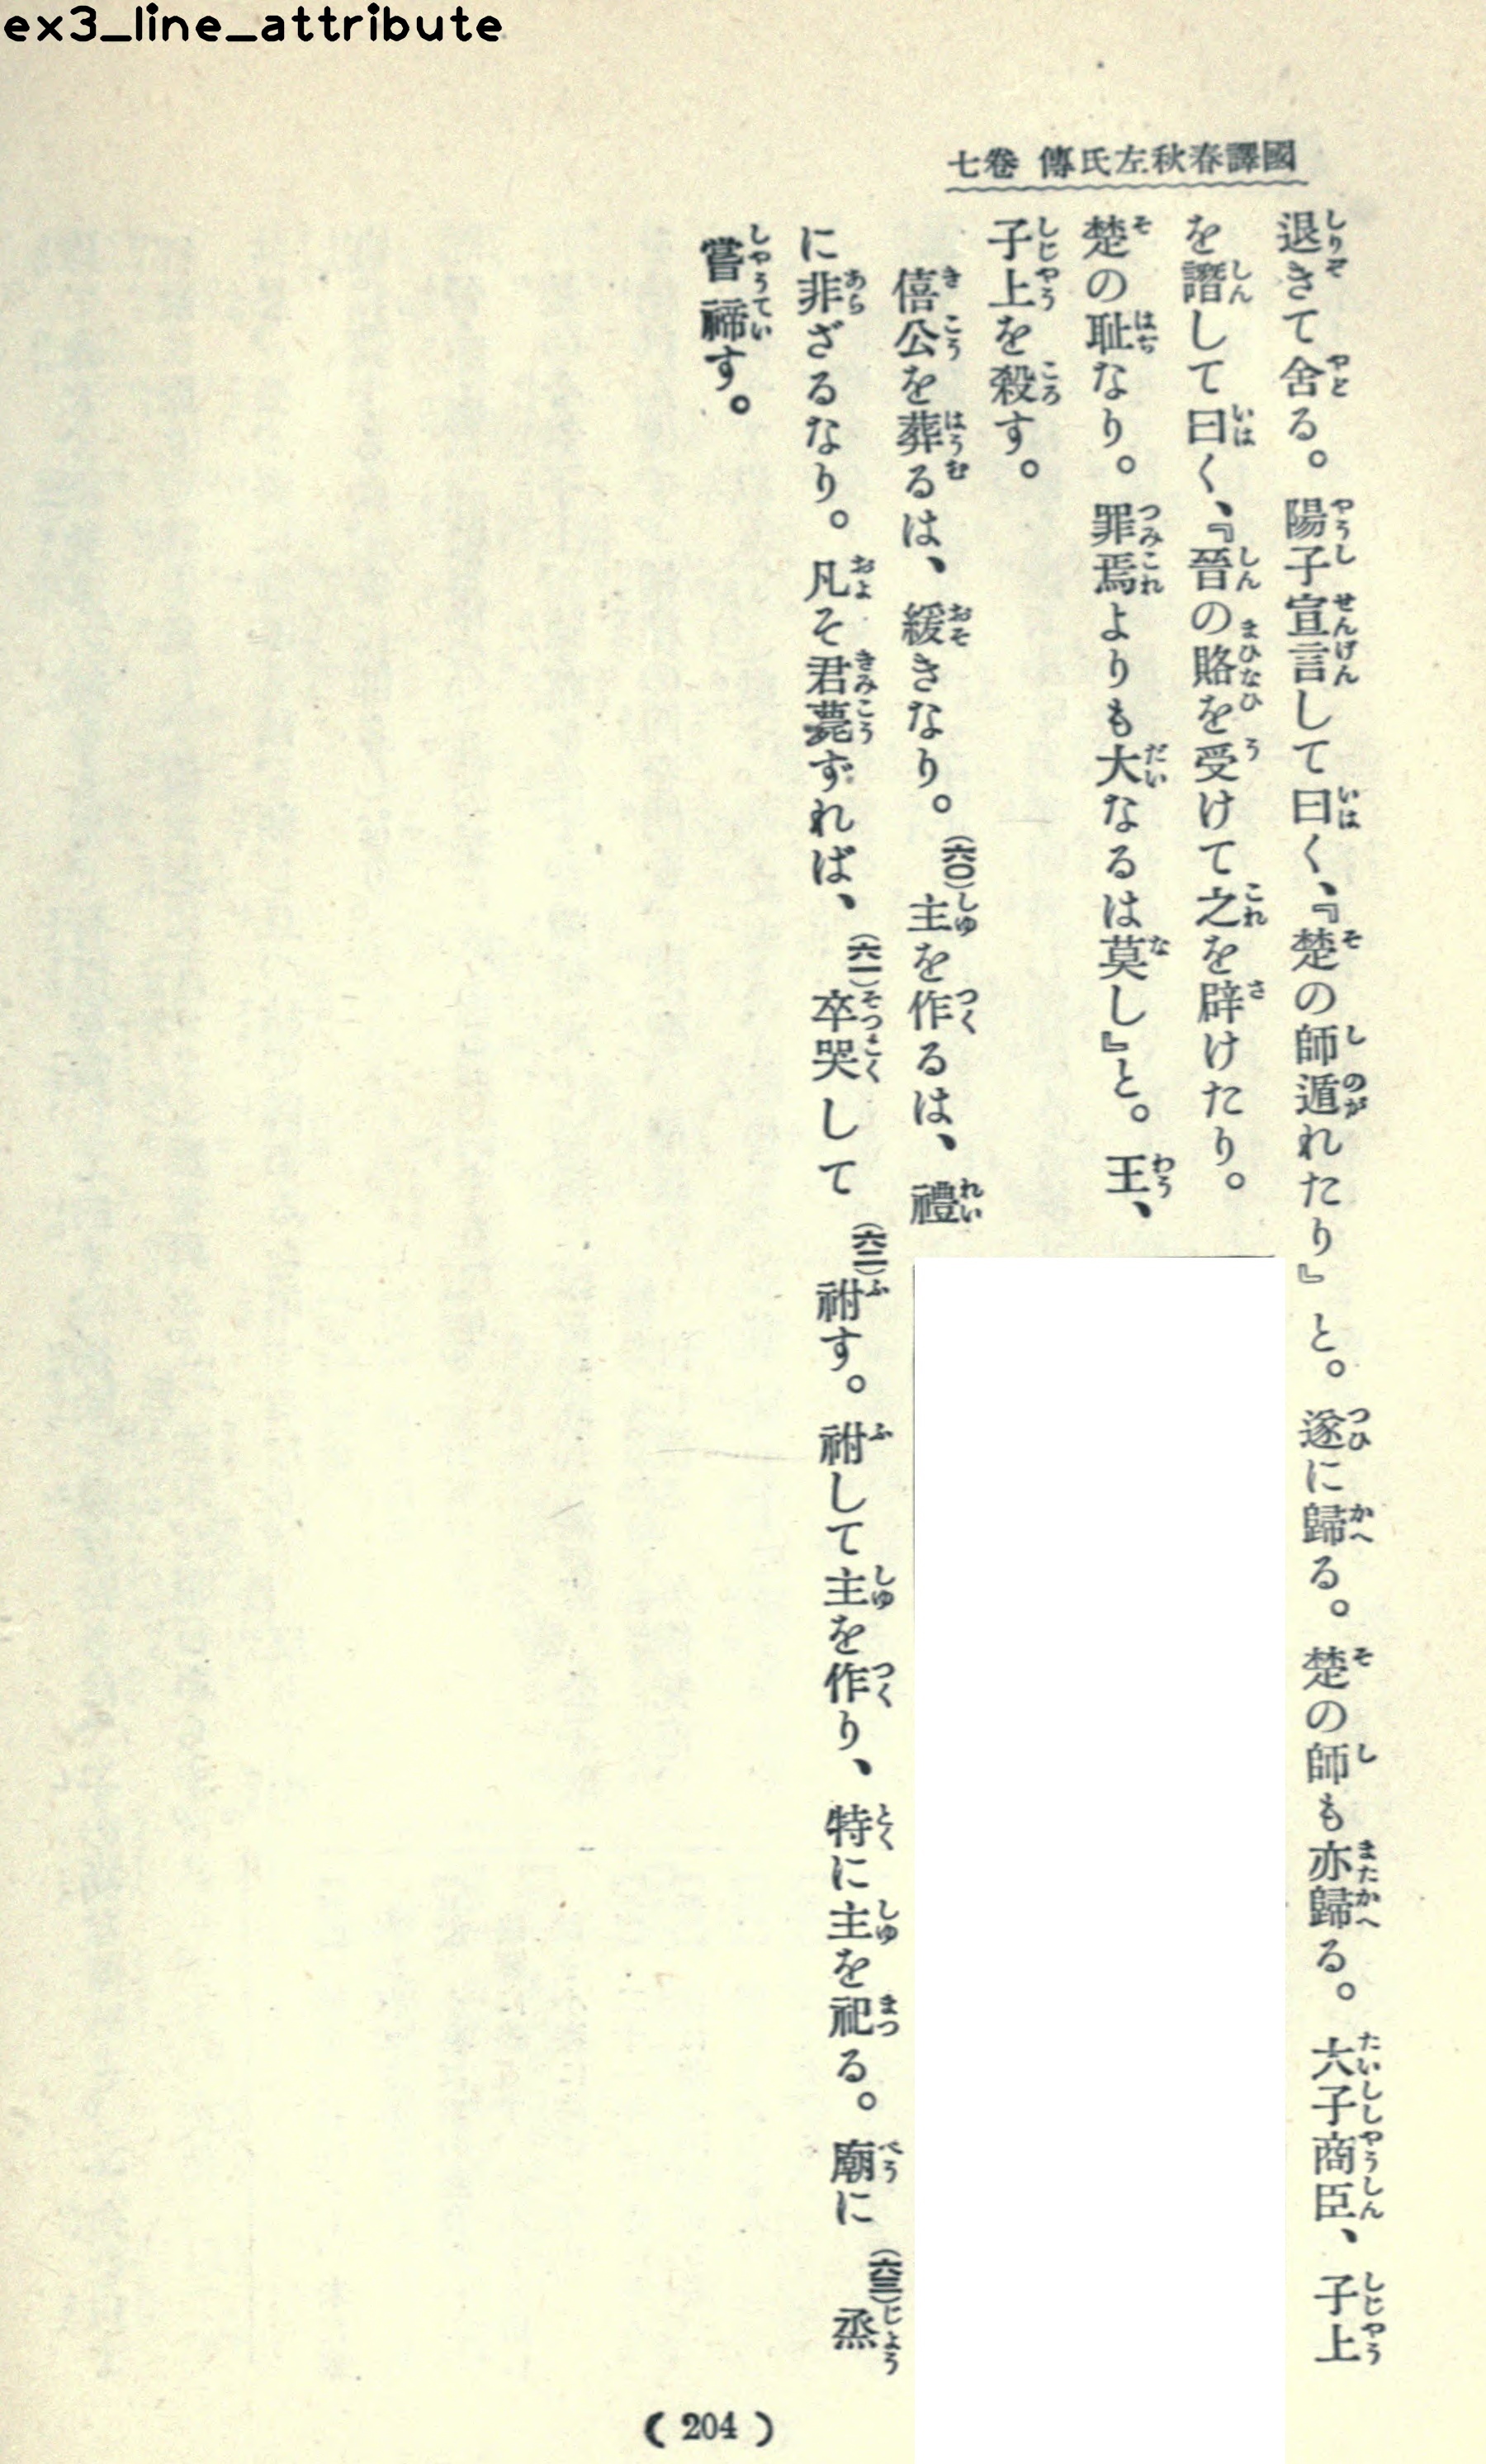 ex3_line_attribute
國譯春秋左氏傳 卷七
退きて舍る。陽子宣言して曰く、『楚の師遁れたり』と。遂に歸る。楚の師も亦歸る。大子商臣、子上
を譖して曰く、『晉の賂を受けて之を辟けたり。
楚の恥なり。罪焉よりも大なるは莫し』と。王、
子上を殺す。
僖公を葬るは、緩きなり。(六〇)主を作るは、禮
に非ざるなり。凡そ君薨ずれば、(六一)卒哭して(六二)祔す。祔して主を作り、特に主を祀る。廟に(六三)烝
嘗禘す。
( 204 )